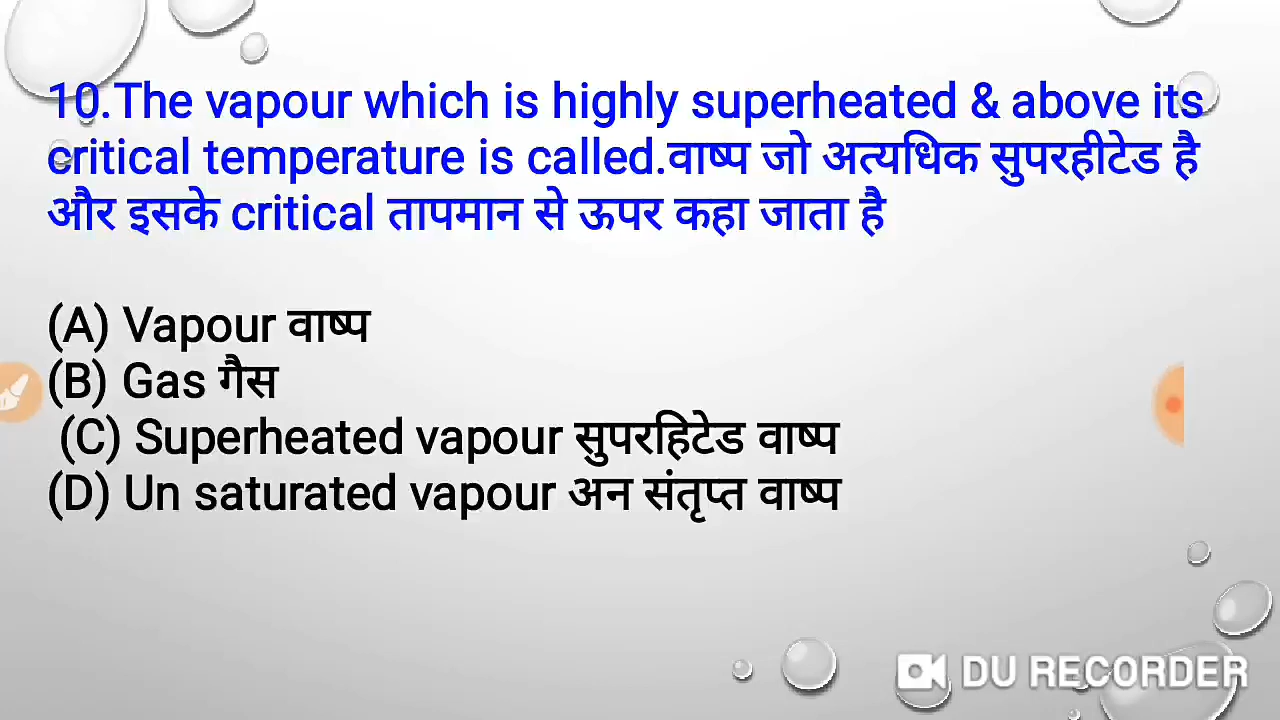 10.The vapour which is highly superheated & above its
critical temperature is called.वाष्प जो अत्यधिक सुपरहीटेड है
और इसके critical तापमान से ऊपर कहा जाता है
(A) Vapour वाष्प
(B) Gas गैस
(C) Superheated vapour सुपरहिटेड वाष्प
(D) Un saturated vapour अन संतृप्त वाष्प
DU RECORDER